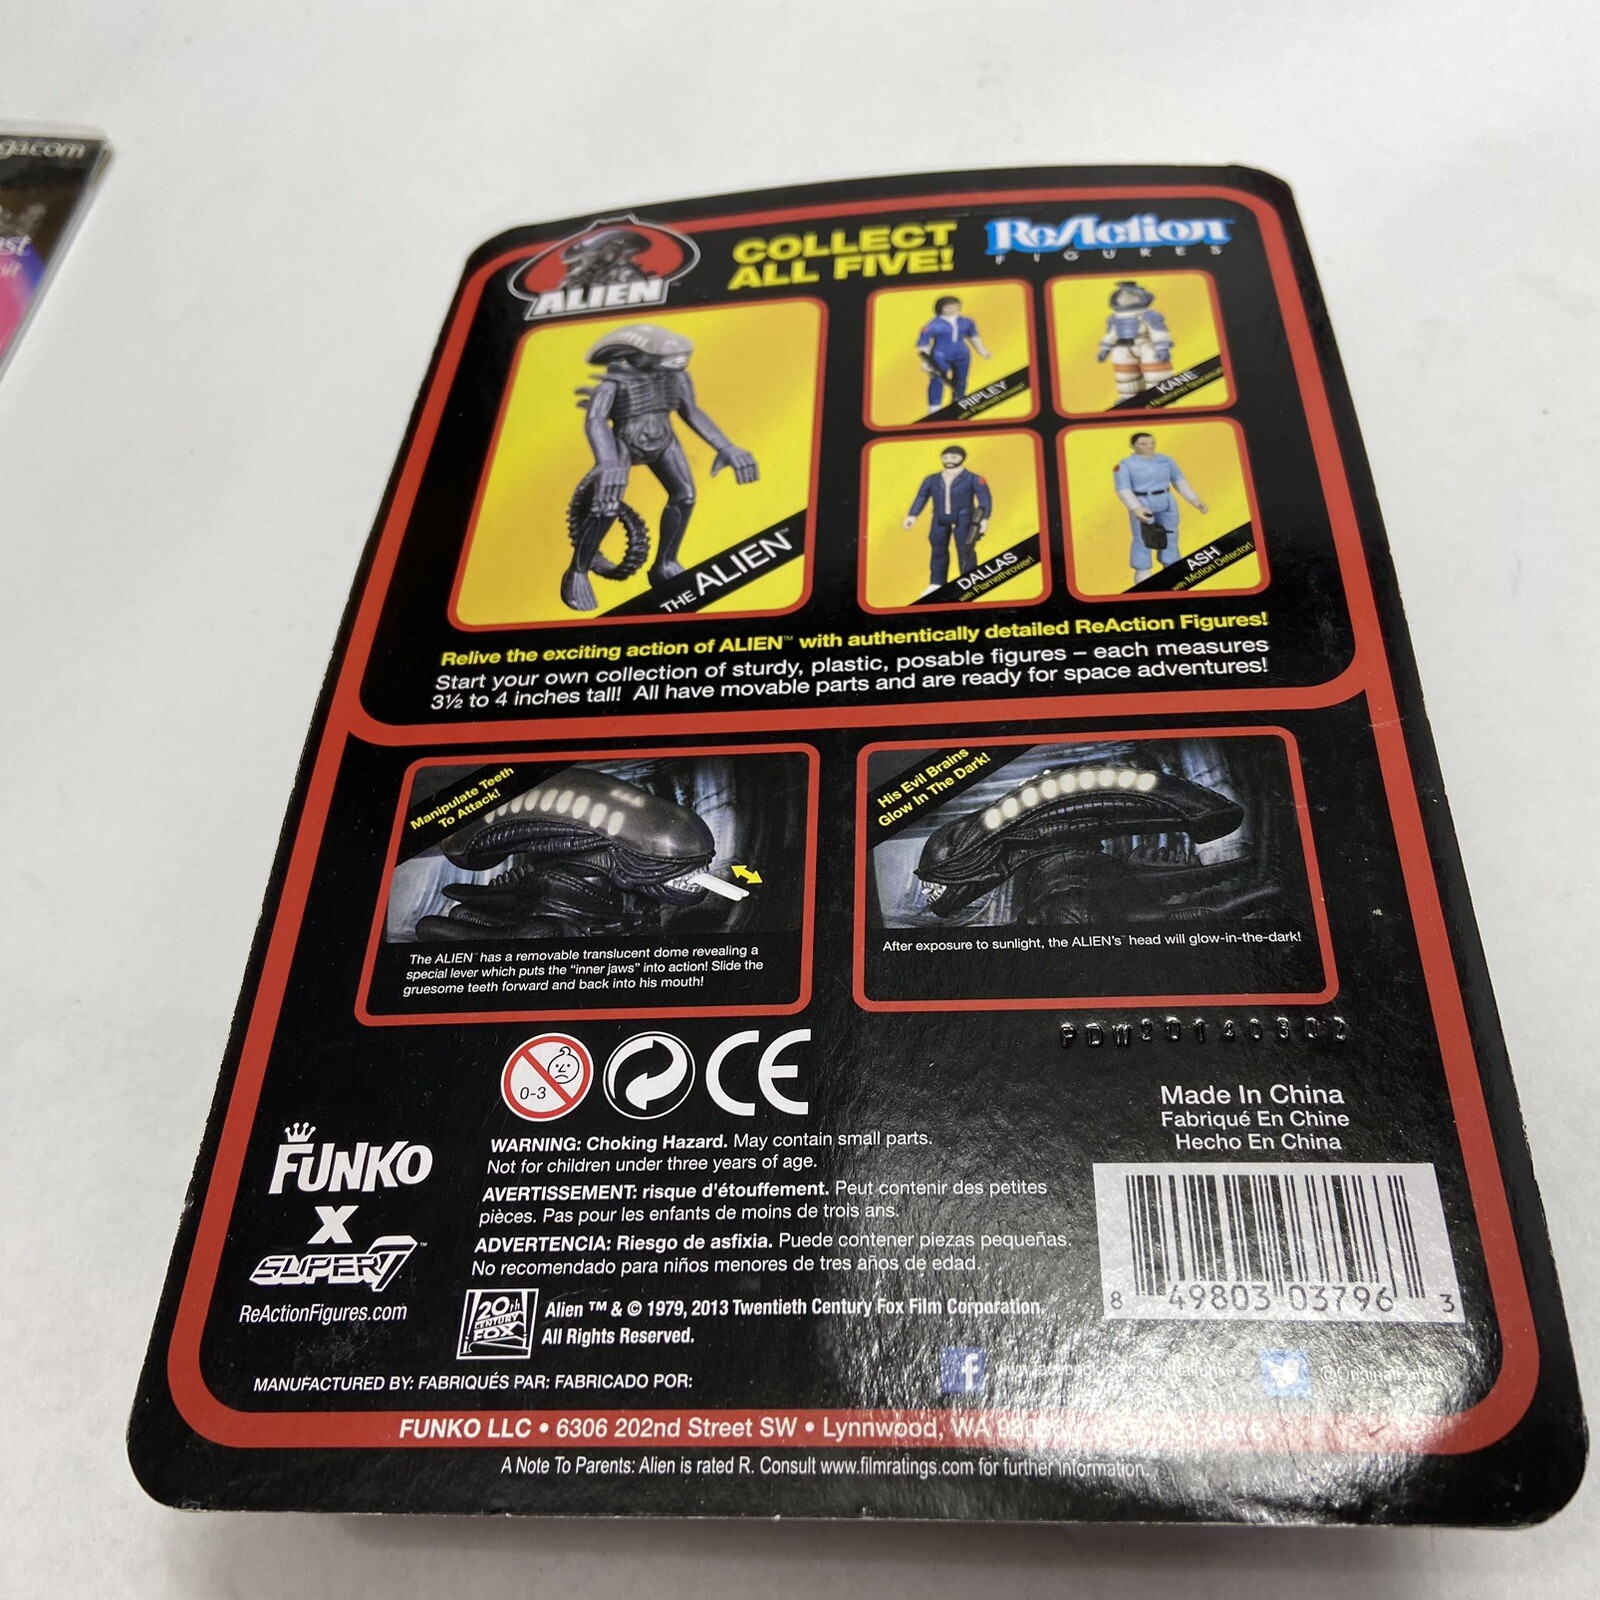 ga.com
ALIEN™
COLLECT
ALL FIVE!
ReAction
FIGURES
THE ALIEN™
RIPLEY
with Flamethrower!
KANE
DALLAS
with Flamethrower!
ASH
with Motion Detector!
Relive the exciting action of ALIEN™ with authentically detailed ReAction Figures!
Start your own collection of sturdy, plastic, posable figures – each measures
3½ to 4 inches tall! All have movable parts and are ready for space adventures!
Manipulate Teeth
To Attack!
The ALIEN™ has a removable translucent dome revealing a
special lever which puts the "inner jaws" into action! Slide the
gruesome teeth forward and back into his mouth!
His Evil Brains
Glow In The Dark!
After exposure to sunlight, the ALIEN's™ head will glow-in-the-dark!
0-3
CE
Made In China
Fabriqué En Chine
Hecho En China
FUNKO
X
SUPER7™
ReActionFigures.com
WARNING: Choking Hazard. May contain small parts.
Not for children under three years of age.
AVERTISSEMENT: risque d'étouffement. Peut contenir des petites
pièces. Pas pour les enfants de moins de trois ans.
ADVERTENCIA: Riesgo de asfixia. Puede contener piezas pequeñas.
No recomendado para niños menores de tres años de edad.
8 49803 03796 3
20th
CENTURY
FOX
Alien ™ & © 1979, 2013 Twentieth Century Fox Film Corporation.
All Rights Reserved.
@OriginalFunko
MANUFACTURED BY: FABRIQUÉS PAR: FABRICADO POR:
FUNKO LLC • 6306 202nd Street SW • Lynnwood, WA
A Note To Parents: Alien is rated R. Consult www.filmratings.com for further information.